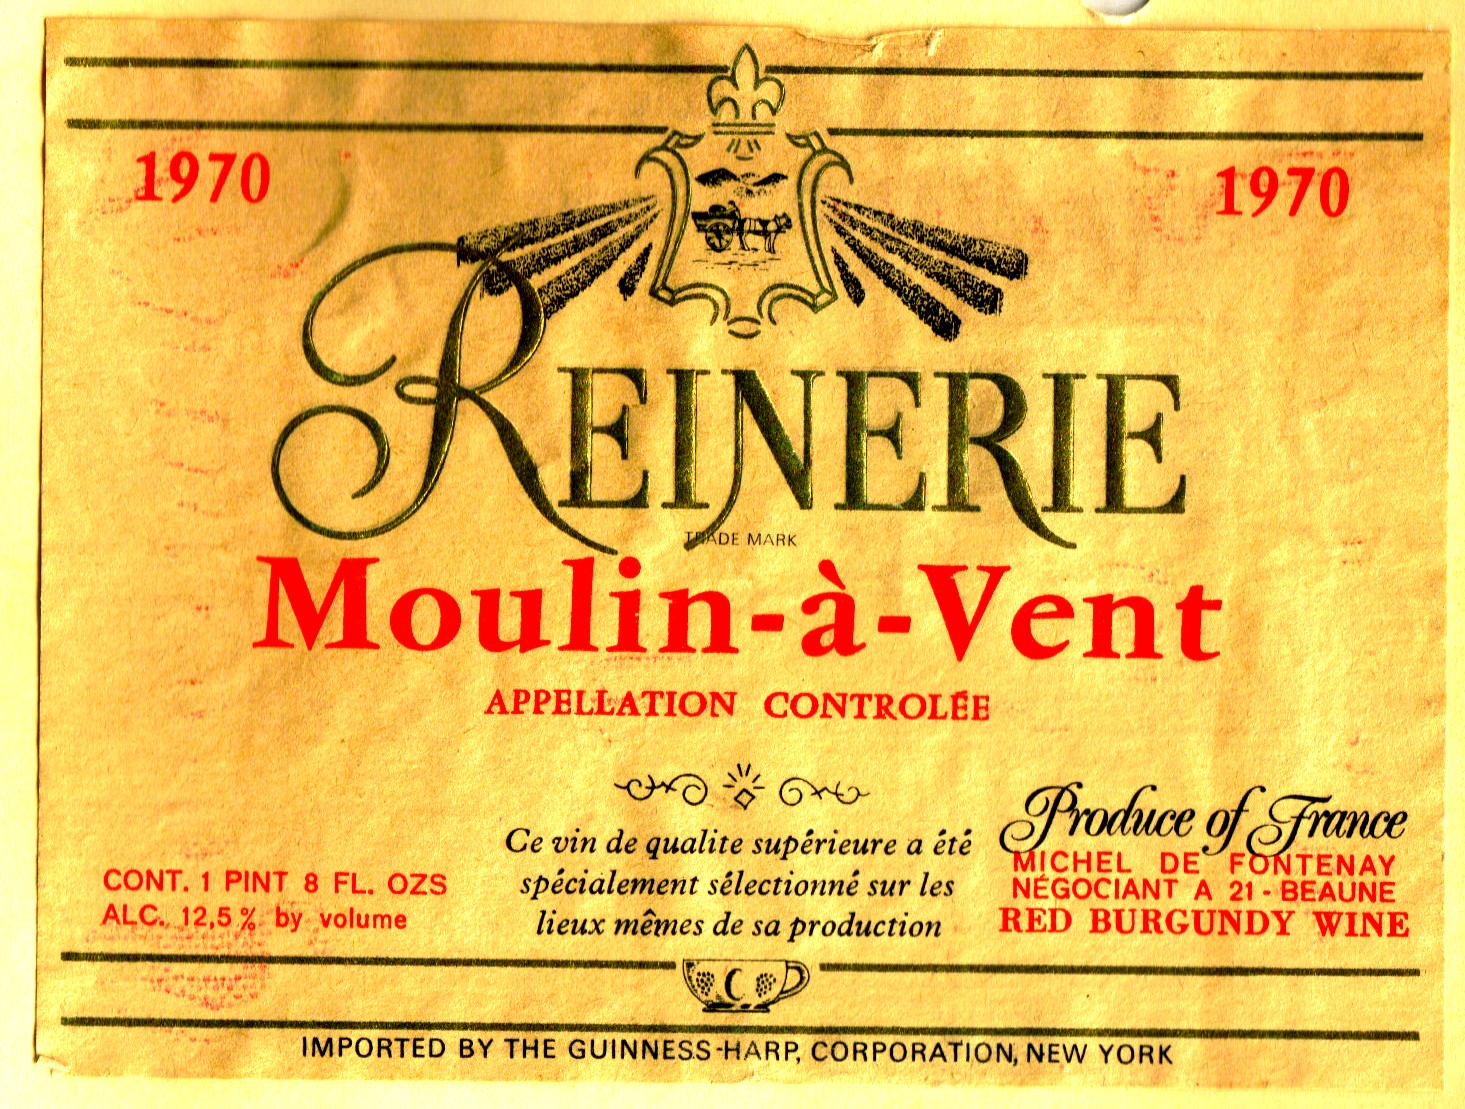 1970
1970
REINERIE
TRADE MARK
Moulin-à-Vent
APPELLATION CONTROLÉE
Ce vin de qualite supérieure a été
spécialement sélectionné sur les
lieux mêmes de sa production
CONT. 1 PINT 8 FL. OZS
ALC. 12,5 % by volume
Produce of France
MICHEL DE FONTENAY
NÉGOCIANT A 21 - BEAUNE
RED BURGUNDY WINE
C
IMPORTED BY THE GUINNESS-HARP, CORPORATION, NEW YORK